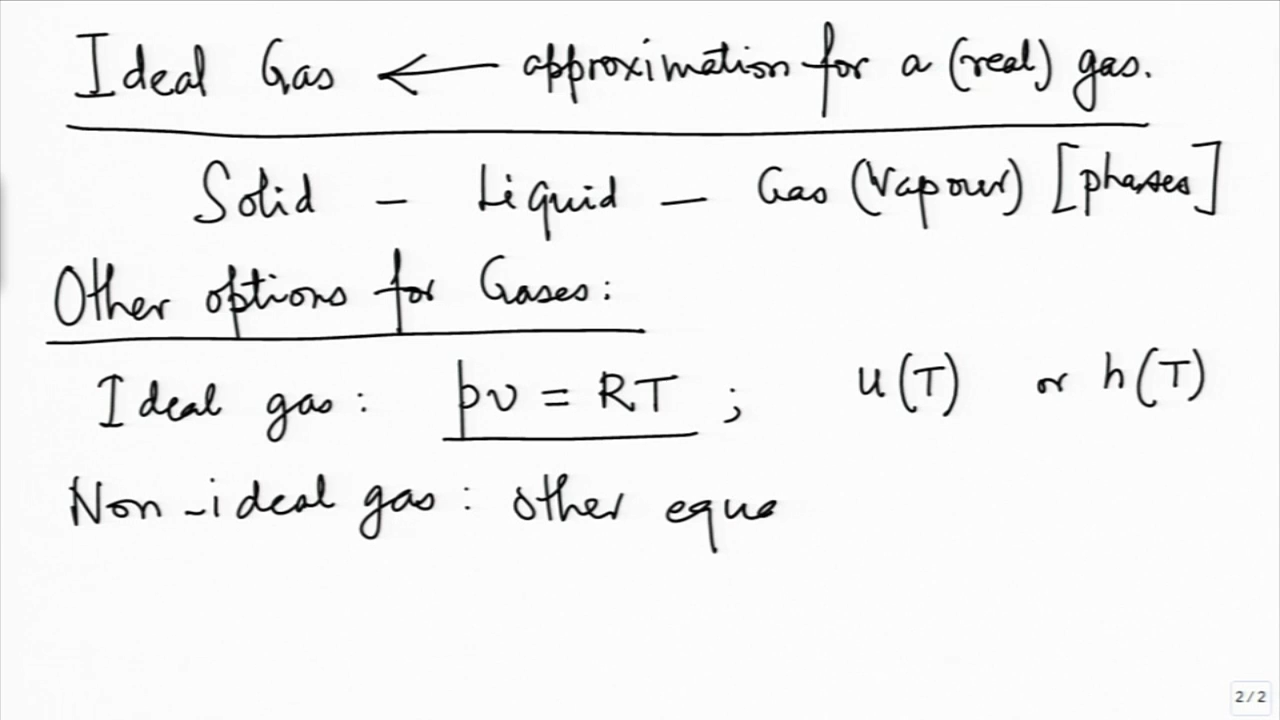 Ideal Gas ← approximation for a (real) gas.
Solid - Liquid - Gas (Vapour) [phases]
Other options for Gases:
Ideal gas: pv = RT ; u(T) or h(T)
Non-ideal gas: other equa
2/2